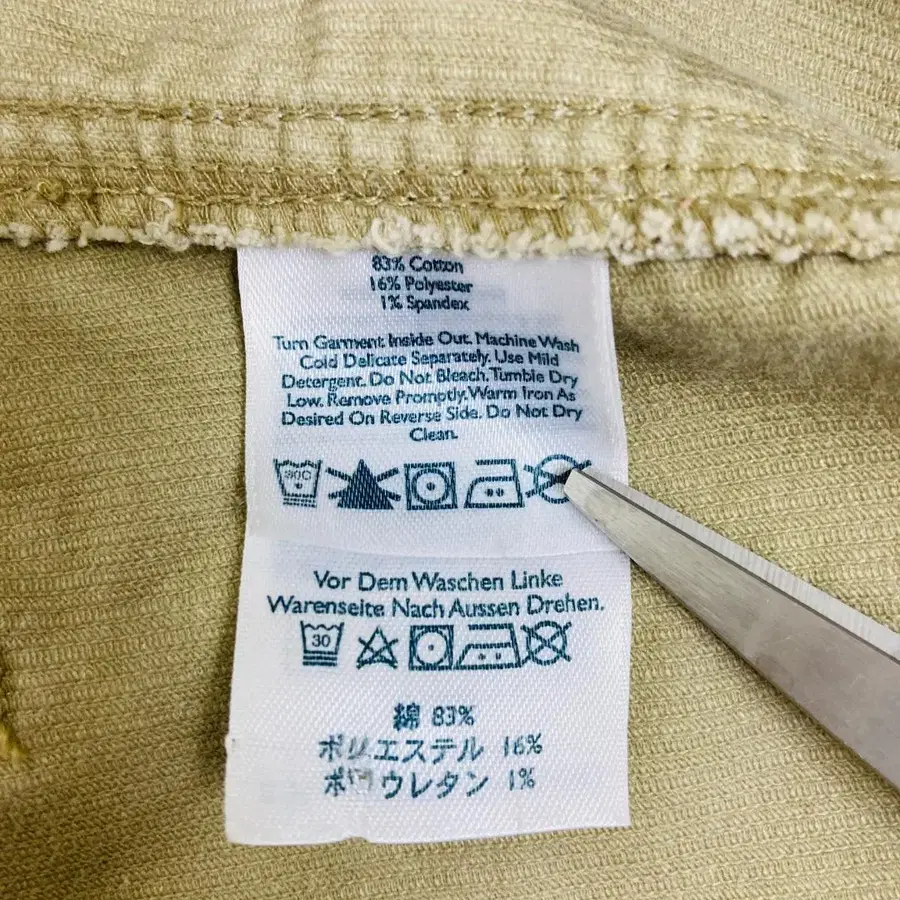 83% Cotton
16% Polyester
1% Spandex
Turn Garment Inside Out. Machine Wash
Cold Delicate Separately. Use Mild
Detergent. Do Not Bleach. Tumble Dry
Low. Remove Promptly. Warm Iron As
Desired On Reverse Side. Do Not Dry
Clean.
30C
Vor Dem Waschen Linke
Warenseite Nach Aussen Drehen.
30
綿 83%
ポリエステル 16%
ポリウレタン 1%